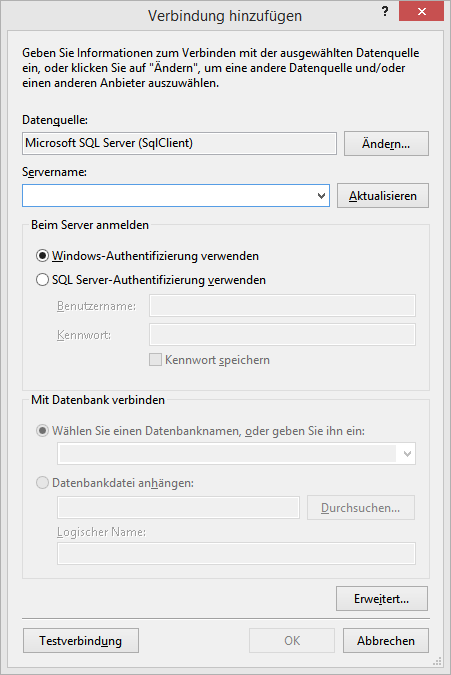 Verbindung hinzufügen
?
Geben Sie Informationen zum Verbinden mit der ausgewählten Datenquelle
ein, oder klicken Sie auf "Ändern", um eine andere Datenquelle und/oder
einen anderen Anbieter auszuwählen.
Datenquelle:
Microsoft SQL Server (SqlClient)
Ändern...
Servername:
Aktualisieren
Beim Server anmelden
Windows-Authentifizierung verwenden
SQL Server-Authentifizierung verwenden
Benutzername:
Kennwort:
Kennwort speichern
Mit Datenbank verbinden
Wählen Sie einen Datenbanknamen, oder geben Sie ihn ein:
Datenbankdatei anhängen:
Durchsuchen...
Logischer Name:
Erweitert...
Testverbindung
OK
Abbrechen